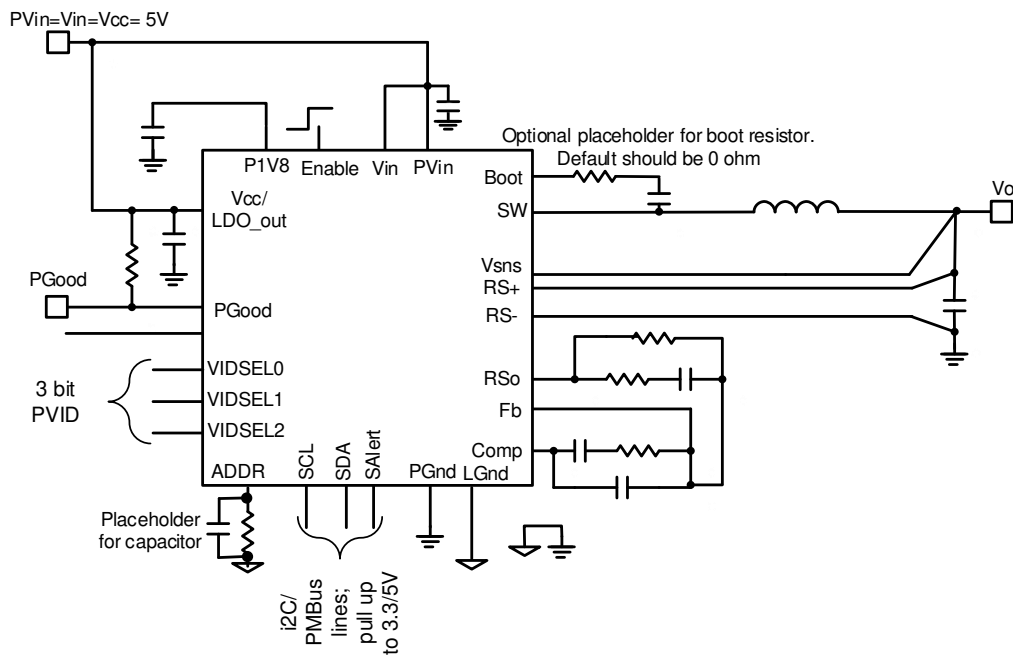 PVin=Vin=Vcc= 5V
Optional placeholder for boot resistor.
Default should be 0 ohm
P1V8
Enable
Vin
PVin
Boot
SW
Vo
Vcc/
LDO_out
Vsns
RS+
RS-
PGood
PGood
RSo
Fb
Comp
3 bit
PVID
VIDSEL0
VIDSEL1
VIDSEL2
ADDR
SCL
SDA
SAlert
PGnd
LGnd
Placeholder
for capacitor
i2C/
PMBus
lines;
pull up
to 3.3/5V